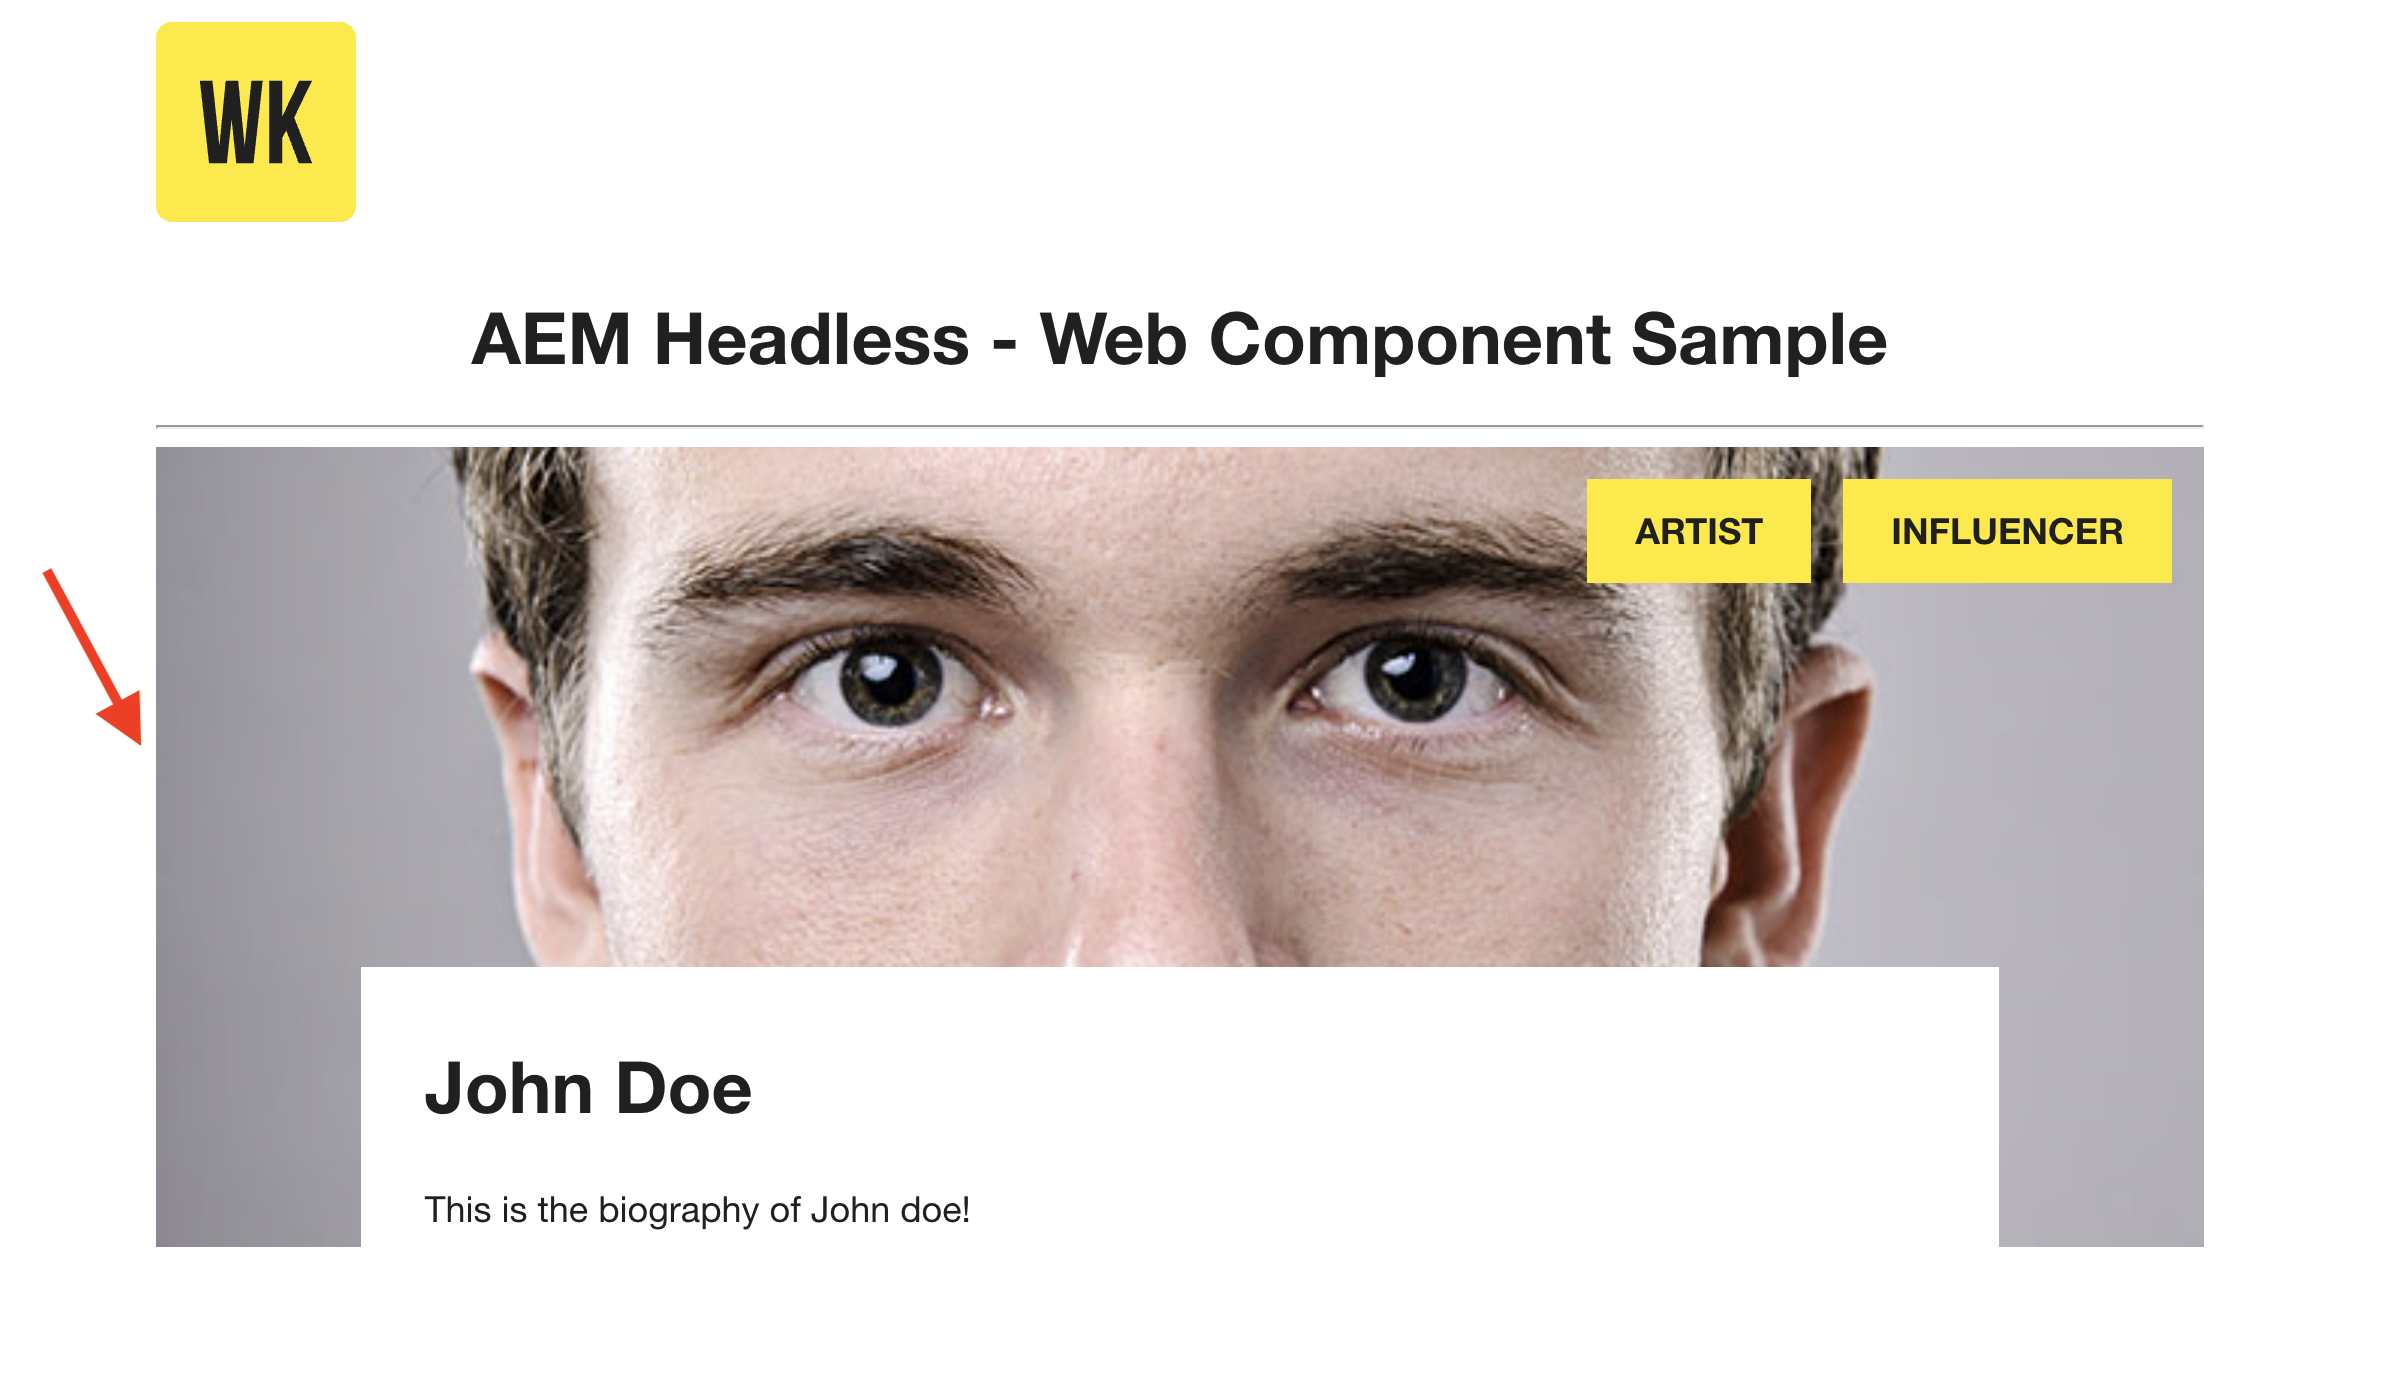 WK
AEM Headless - Web Component Sample
ARTIST
INFLUENCER
John Doe
This is the biography of John doe!